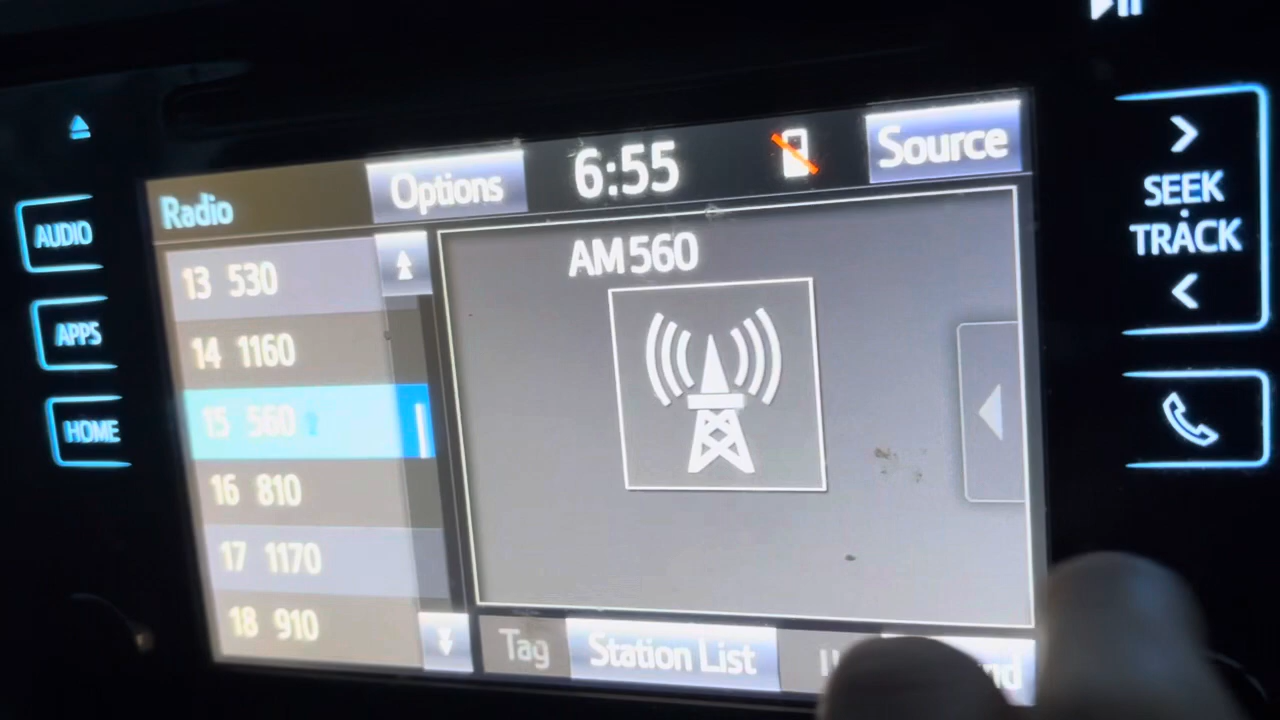 Radio
Options
6:55
Source
AUDIO
APPS
HOME
13 530
14 1160
15 560
16 810
17 1170
18 910
AM 560
Tag
Station List
SEEK
TRACK